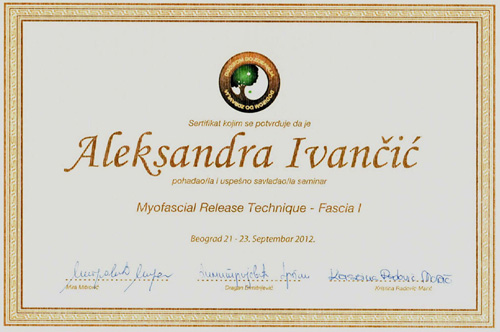 Sertifikat kojim se potvrđuje da je
Aleksandra Ivančić
pohađao/la i uspešno savladao/la seminar
Myofascial Release Technique - Fascia I
Beograd 21 - 23. Septembar 2012.
Dragan Dimitrijević